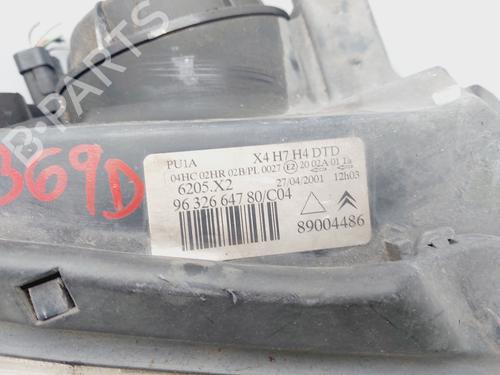 B-PARTS
369D
PU1A X4 H7 H4 DTD
04HC 02HR 02B/PL 0027 E2 20 02A 01 1a
6205.X2 27/04/2001 12h03
96 326 647 80/C04
89004486